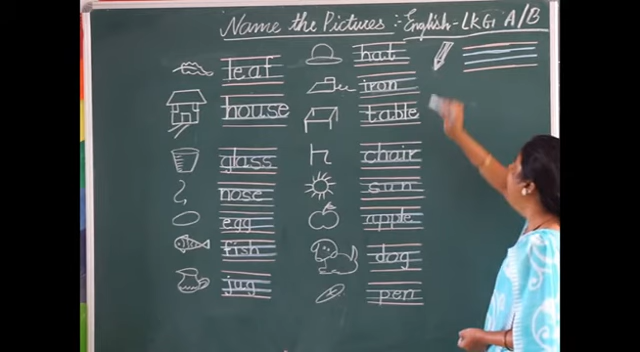 Name the Pictures :- English - LKG A/B
leaf
house
glass
nose
egg
fish
jug
hat
iron
table
chair
sun
apple
dog
pen